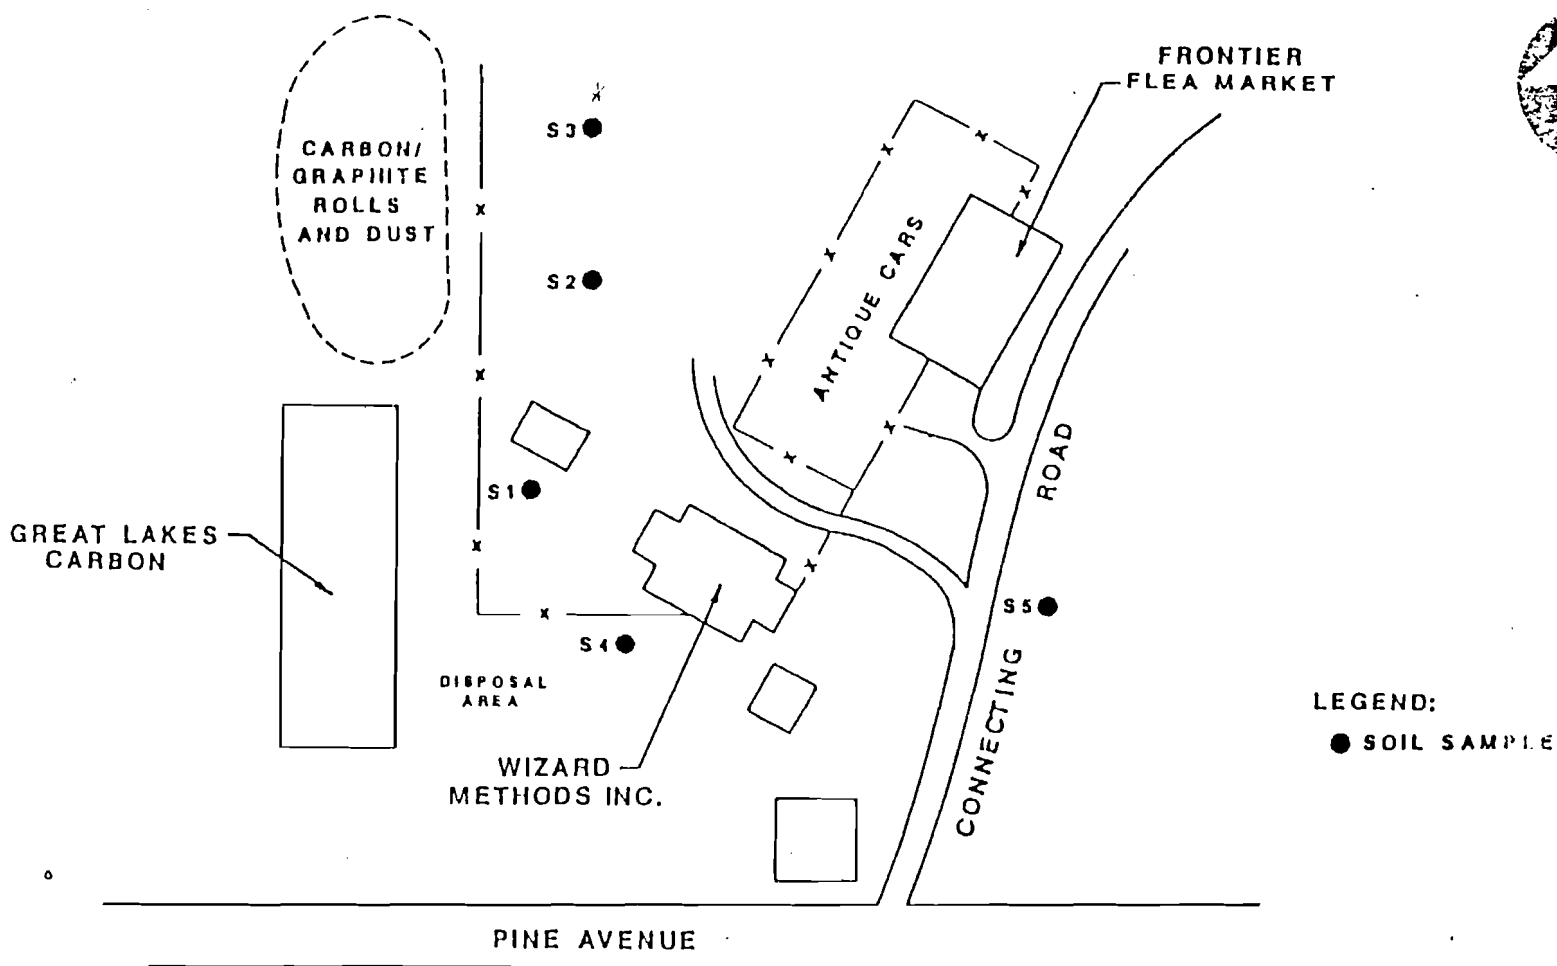 FRONTIER
FLEA MARKET
S3
CARBON/
GRAPHITE
ROLLS
AND DUST
S2
ANTIQUE CARS
S1
GREAT LAKES
CARBON
CONNECTING ROAD
S5
S4
DISPOSAL
AREA
WIZARD
METHODS INC.
LEGEND:
SOIL SAMPLE
PINE AVENUE